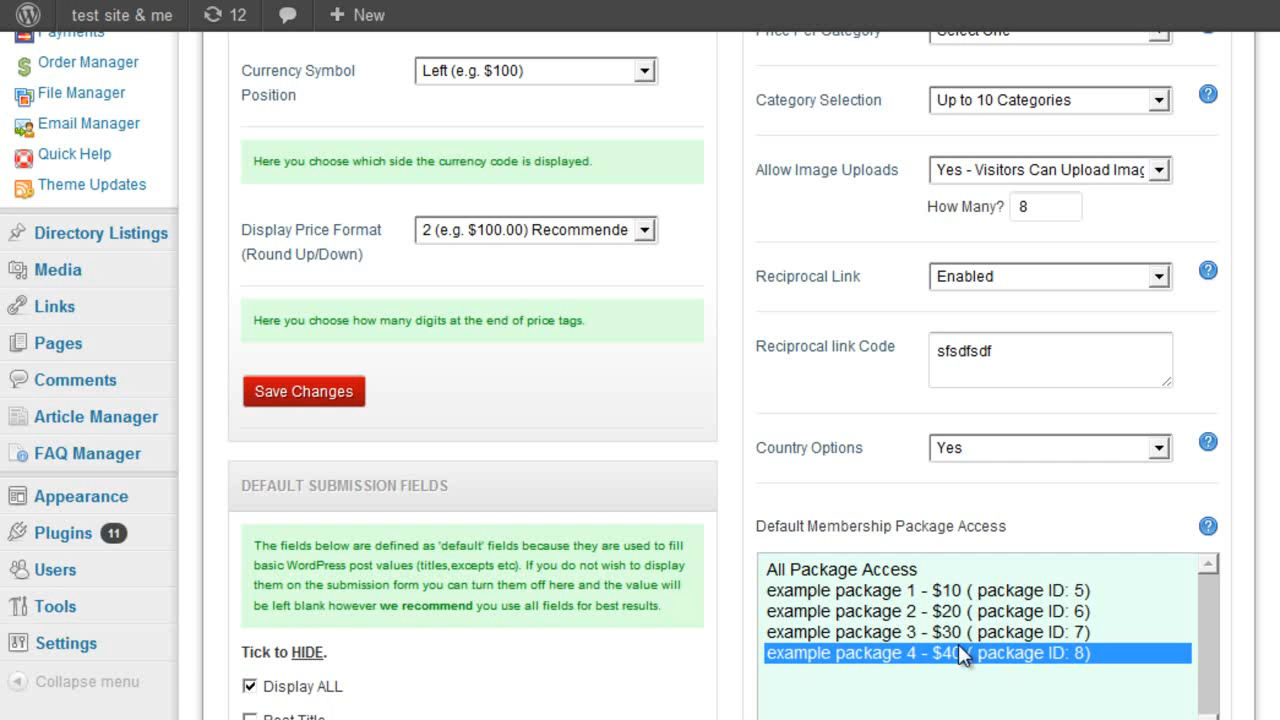 test site & me
12
New
Payments
Order Manager
File Manager
Email Manager
Quick Help
Theme Updates
Directory Listings
Media
Links
Pages
Comments
Article Manager
FAQ Manager
Appearance
Plugins 11
Users
Tools
Settings
Collapse menu
Currency Symbol
Position
Left (e.g. $100)
Here you choose which side the currency code is displayed.
Display Price Format
(Round Up/Down)
2 (e.g. $100.00) Recommende
Here you choose how many digits at the end of price tags.
Save Changes
DEFAULT SUBMISSION FIELDS
The fields below are defined as 'default' fields because they are used to fill
basic WordPress post values (titles,excepts etc). If you do not wish to display
them on the submission form you can turn them off here and the value will
be left blank however we recommend you use all fields for best results.
Tick to HIDE.
Display ALL
Post Title
Price Per Category
Select One
Category Selection
Up to 10 Categories
Allow Image Uploads
Yes - Visitors Can Upload Imag
How Many? 8
Reciprocal Link
Enabled
Reciprocal link Code
sfsdfsdf
Country Options
Yes
Default Membership Package Access
All Package Access
example package 1 - $10 ( package ID: 5)
example package 2 - $20 ( package ID: 6)
example package 3 - $30 ( package ID: 7)
example package 4 - $40 ( package ID: 8)